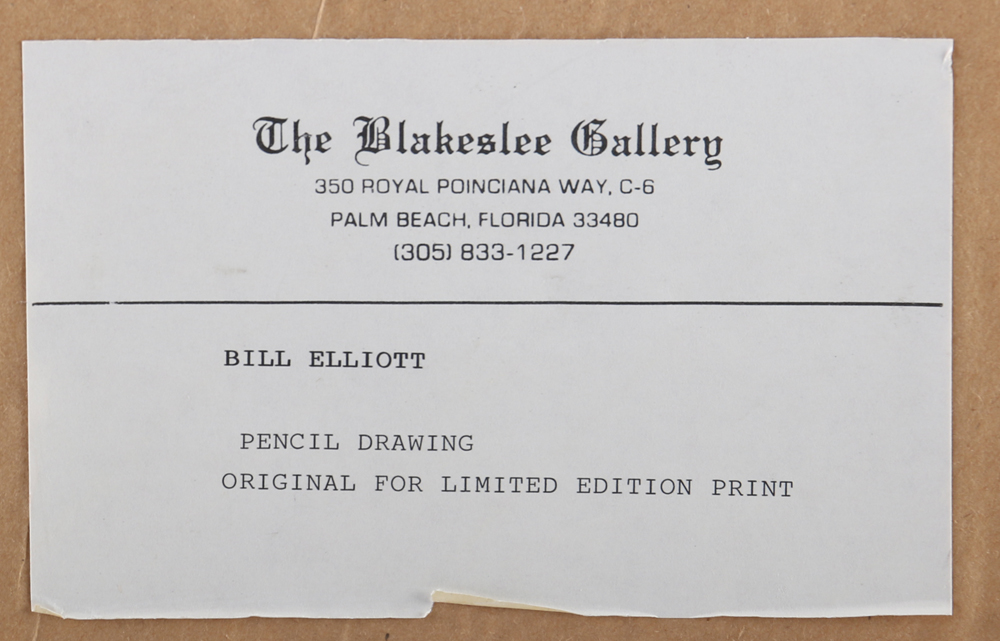 The Blakeslee Gallery
350 ROYAL POINCIANA WAY, C-6
PALM BEACH, FLORIDA 33480
(305) 833-1227
BILL ELLIOTT
PENCIL DRAWING
ORIGINAL FOR LIMITED EDITION PRINT